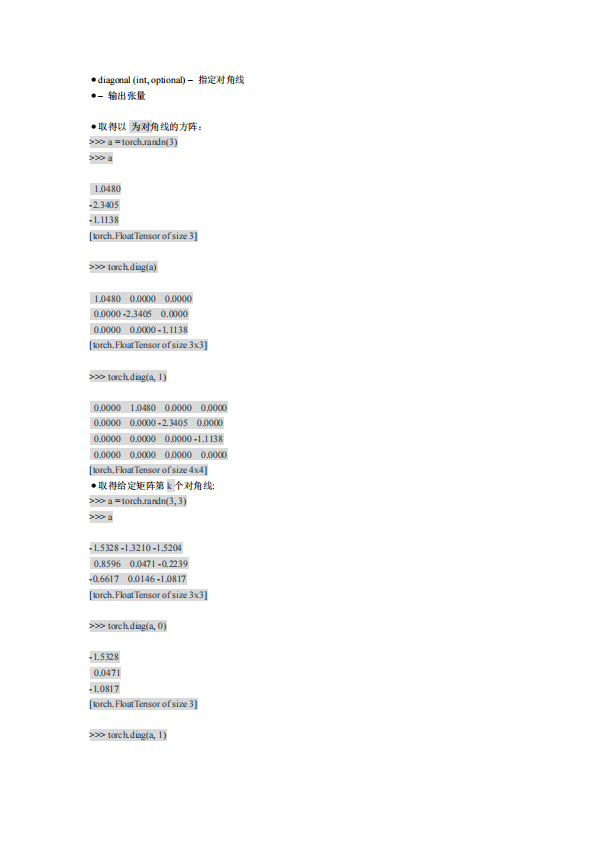 ● diagonal (int, optional) – 指定对角线
● – 输出张量
● 取得以 为对角线的方阵：
>>> a = torch.randn(3)
>>> a
1.0480
-2.3405
-1.1138
[torch.FloatTensor of size 3]
>>> torch.diag(a)
1.0480 0.0000 0.0000
0.0000 -2.3405 0.0000
0.0000 0.0000 -1.1138
[torch.FloatTensor of size 3x3]
>>> torch.diag(a, 1)
0.0000 1.0480 0.0000 0.0000
0.0000 0.0000 -2.3405 0.0000
0.0000 0.0000 0.0000 -1.1138
0.0000 0.0000 0.0000 0.0000
[torch.FloatTensor of size 4x4]
● 取得给定矩阵第 k 个对角线:
>>> a = torch.randn(3, 3)
>>> a
-1.5328 -1.3210 -1.5204
0.8596 0.0471 -0.2239
-0.6617 0.0146 -1.0817
[torch.FloatTensor of size 3x3]
>>> torch.diag(a, 0)
-1.5328
0.0471
-1.0817
[torch.FloatTensor of size 3]
>>> torch.diag(a, 1)